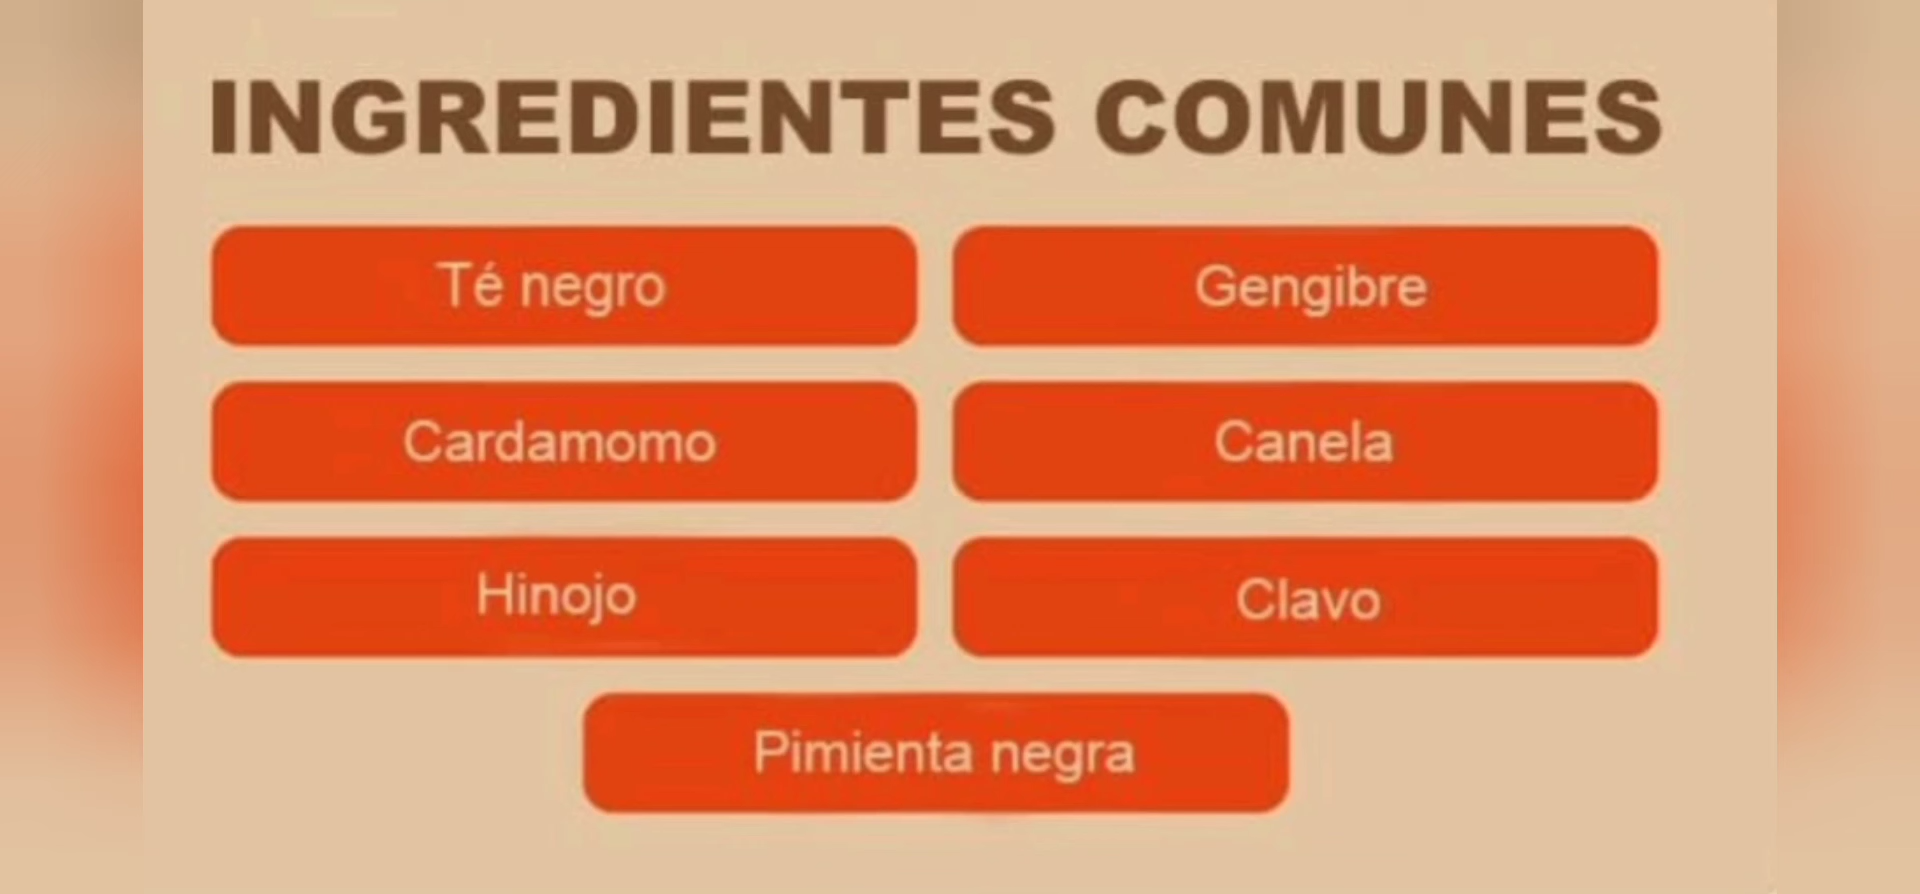 INGREDIENTES COMUNES
Té negro
Gengibre
Cardamomo
Canela
Hinojo
Clavo
Pimienta negra